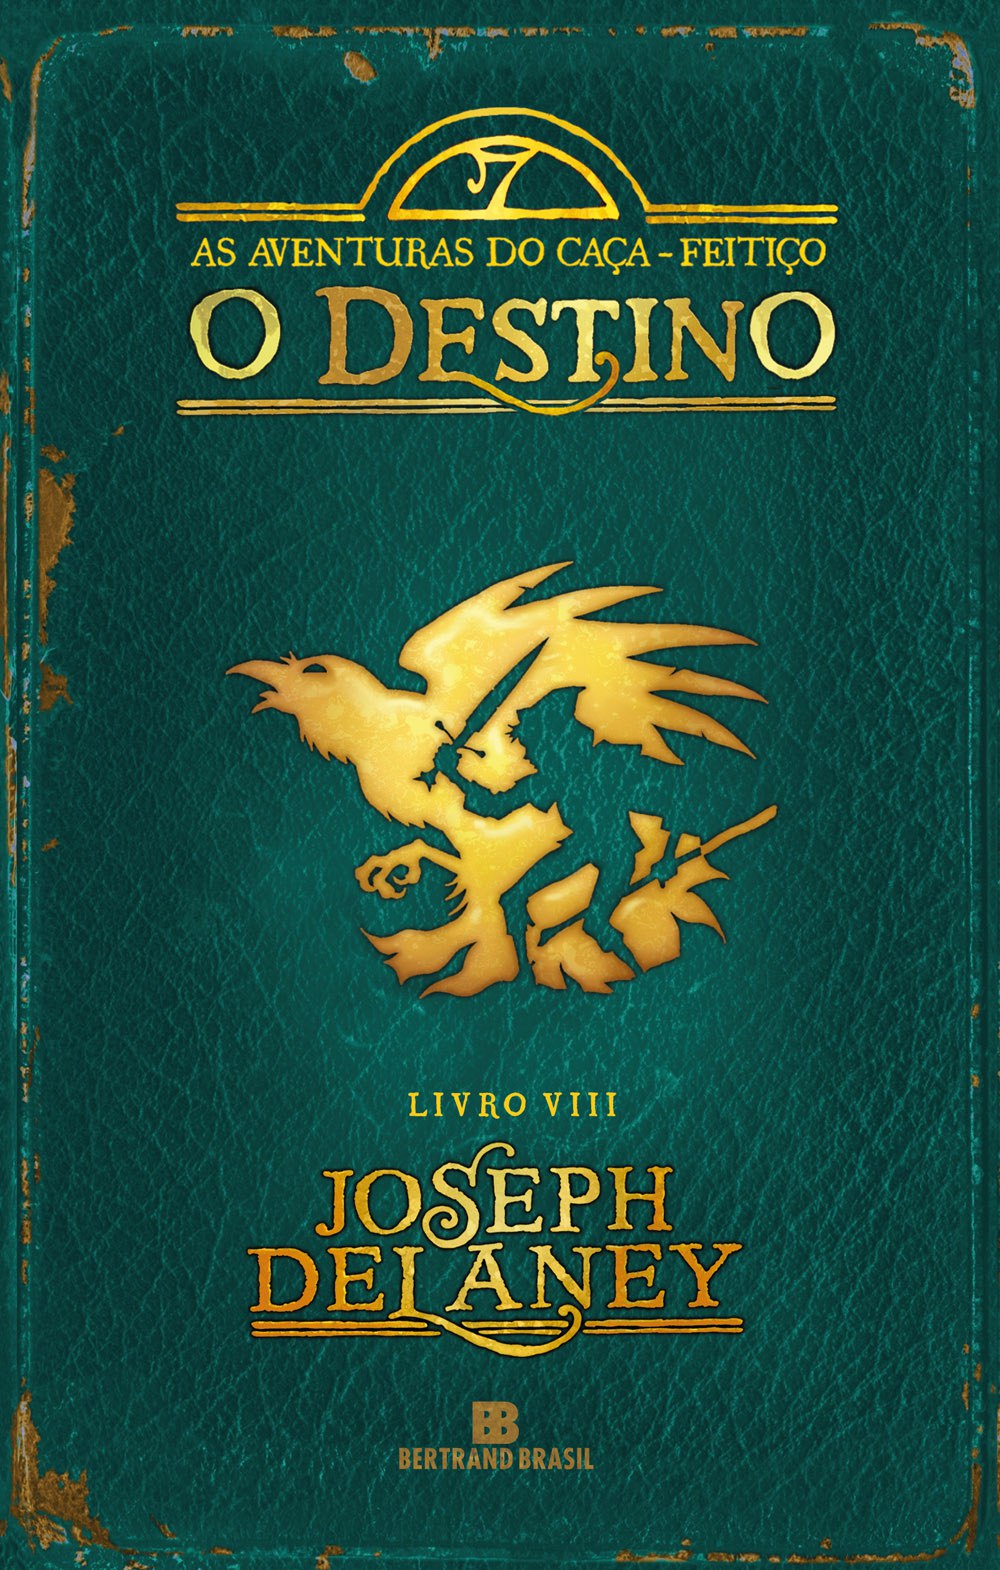 7
AS AVENTURAS DO CAÇA-FEITIÇO
O DESTINO
LIVRO VIII
JOSEPH
DELANEY
BB
BERTRAND BRASIL